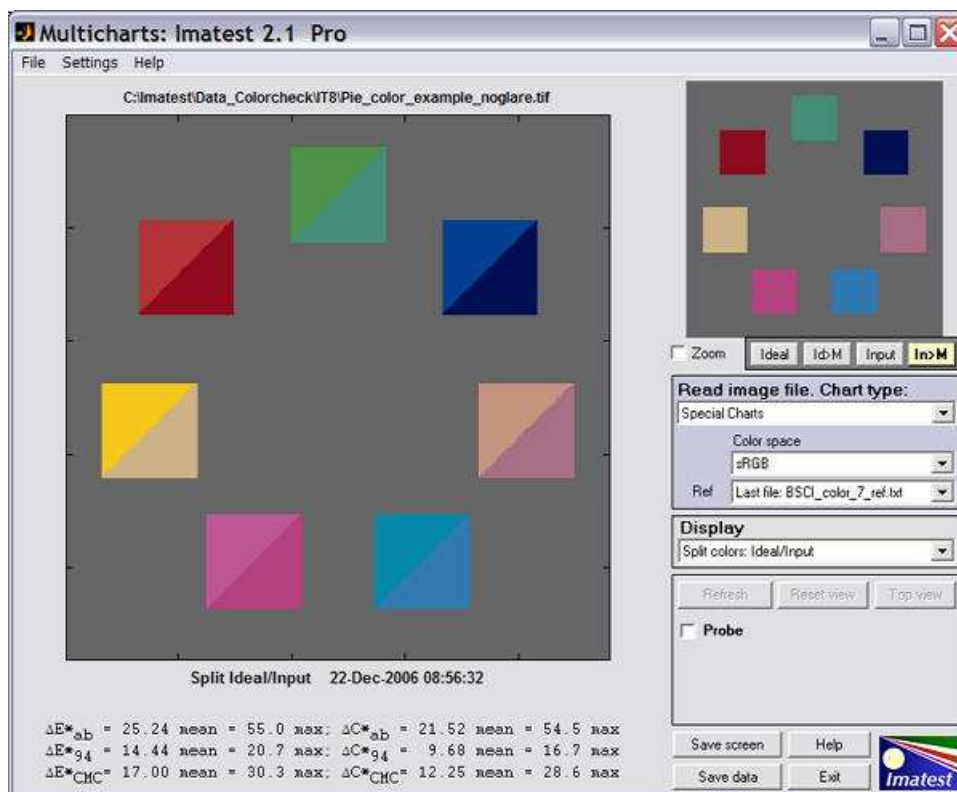 Multicharts: Imatest 2.1 Pro
File Settings Help
C:\Imatest\Data_Colorcheck\IT8\Pie_color_example_noglare.tif
Zoom Ideal Id>M Input In>M
Read image file. Chart type:
Special Charts
Color space
sRGB
Ref Last file: BSCI_color_7_ref.txt
Display
Split colors: Ideal/Input
Refresh Reset view Top view
Probe
Split Ideal/Input 22-Dec-2006 08:56:32
ΔE*ab = 25.24 mean = 55.0 max; ΔC*ab = 21.52 mean = 54.5 max
ΔE*94 = 14.44 mean = 20.7 max; ΔC*94 = 9.68 mean = 16.7 max
ΔE*CMC= 17.00 mean = 30.3 max; ΔC*CMC= 12.25 mean = 28.6 max
Save screen Help
Save data Exit
Imatest